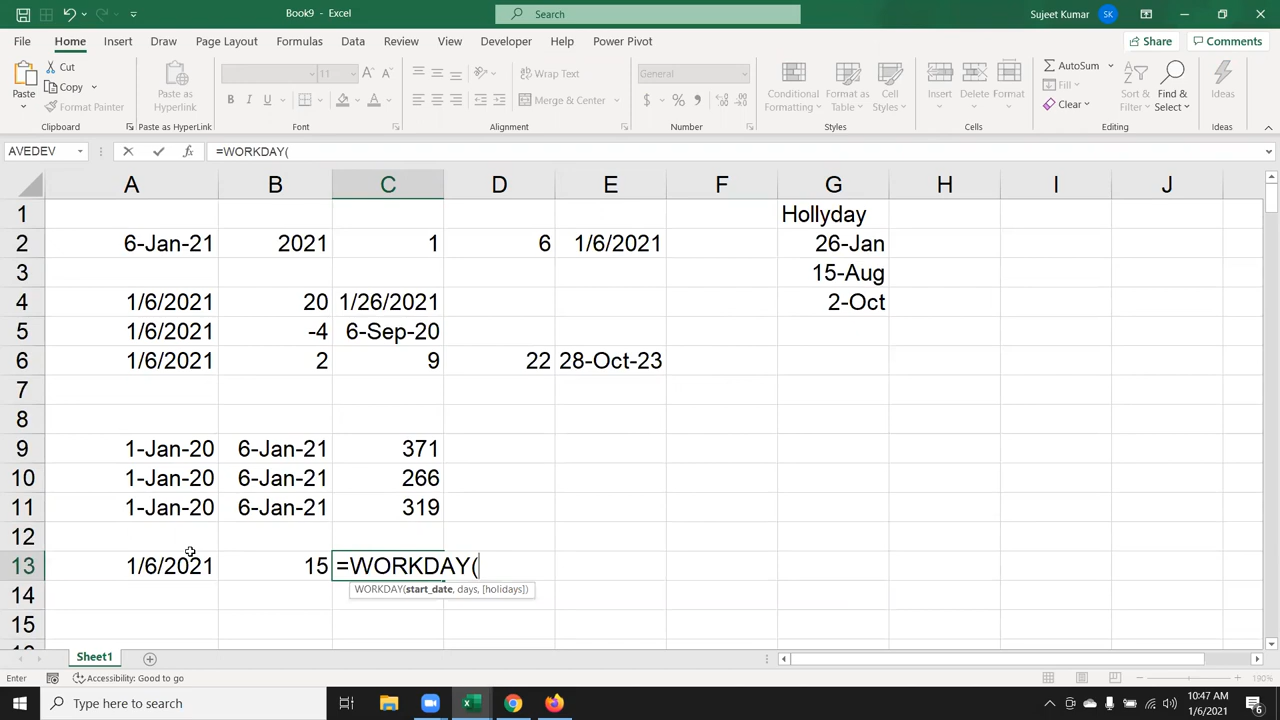 Book9 - Excel
Search
Sujeet Kumar
SK
File Home Insert Draw Page Layout Formulas Data Review View Developer Help Power Pivot
Share
Comments
Paste
Cut
Copy
Format Painter
Clipboard
Paste as Hyperlink
Paste as HyperLink
11
A A
B I U
A
Font
Wrap Text
Merge & Center
Alignment
General
$ % 9
Number
Conditional Formatting
Format as Table
Cell Styles
Styles
Insert
Delete
Format
Cells
AutoSum
Fill
Clear
Sort & Filter
Find & Select
Editing
Ideas
Ideas
AVEDEV
fx
=WORKDAY(
A B C D E F G H I J
1 Hollyday
2 6-Jan-21 2021 1 6 1/6/2021 26-Jan
3 15-Aug
4 1/6/2021 20 1/26/2021 2-Oct
5 1/6/2021 -4 6-Sep-20
6 1/6/2021 2 9 22 28-Oct-23
7
8
9 1-Jan-20 6-Jan-21 371
10 1-Jan-20 6-Jan-21 266
11 1-Jan-20 6-Jan-21 319
12
13 1/6/2021 15 =WORKDAY(
WORKDAY(start_date, days, [holidays])
14
15
Sheet1
Enter
Accessibility: Good to go
190%
Type here to search
10:47 AM
1/6/2021
6